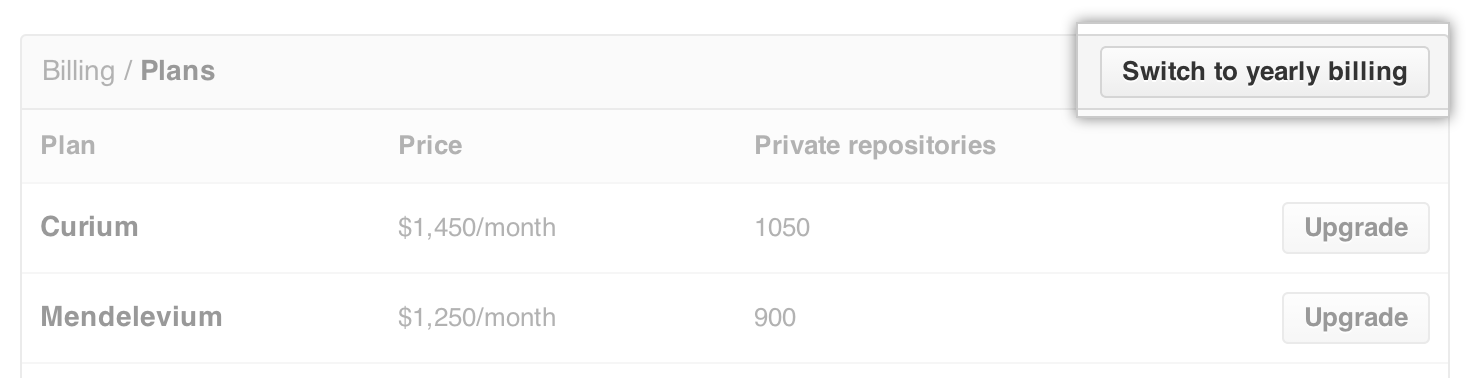 Billing / Plans Switch to yearly billing
Plan Price Private repositories
Curium $1,450/month 1050 Upgrade
Mendelevium $1,250/month 900 Upgrade